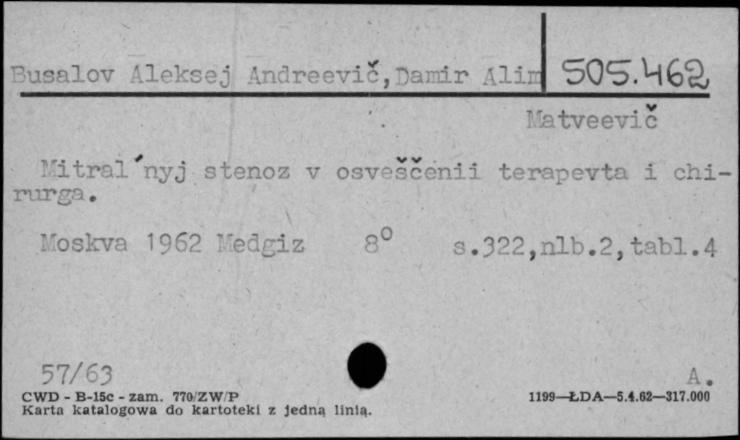 Busalov Aleksej Andreevič, Damir Alim 505.462
Matveevič
Mitral'nyj stenoz v osveščenii terapevta i chi-
rurga.
Moskva 1962 Medgiz 8° s.322,nlb.2,tabl.4
57/63 A.
CWD - B-15c - zam. 770/ZW/P 1199—ŁDA—5.4.62—317.000
Karta katalogowa do kartoteki z jedną linią.